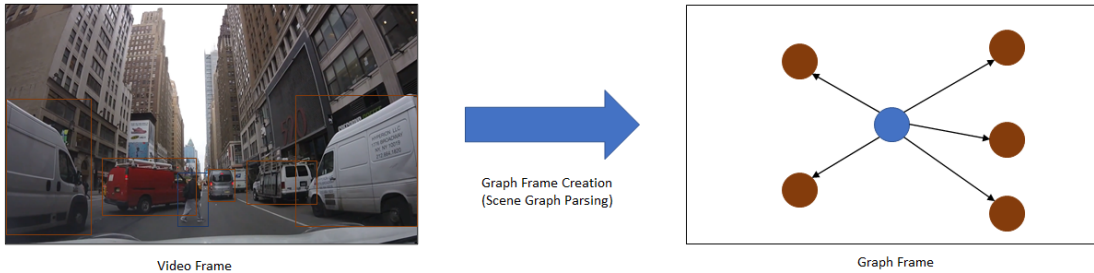 Graph Frame Creation
(Scene Graph Parsing)
Video Frame
Graph Frame